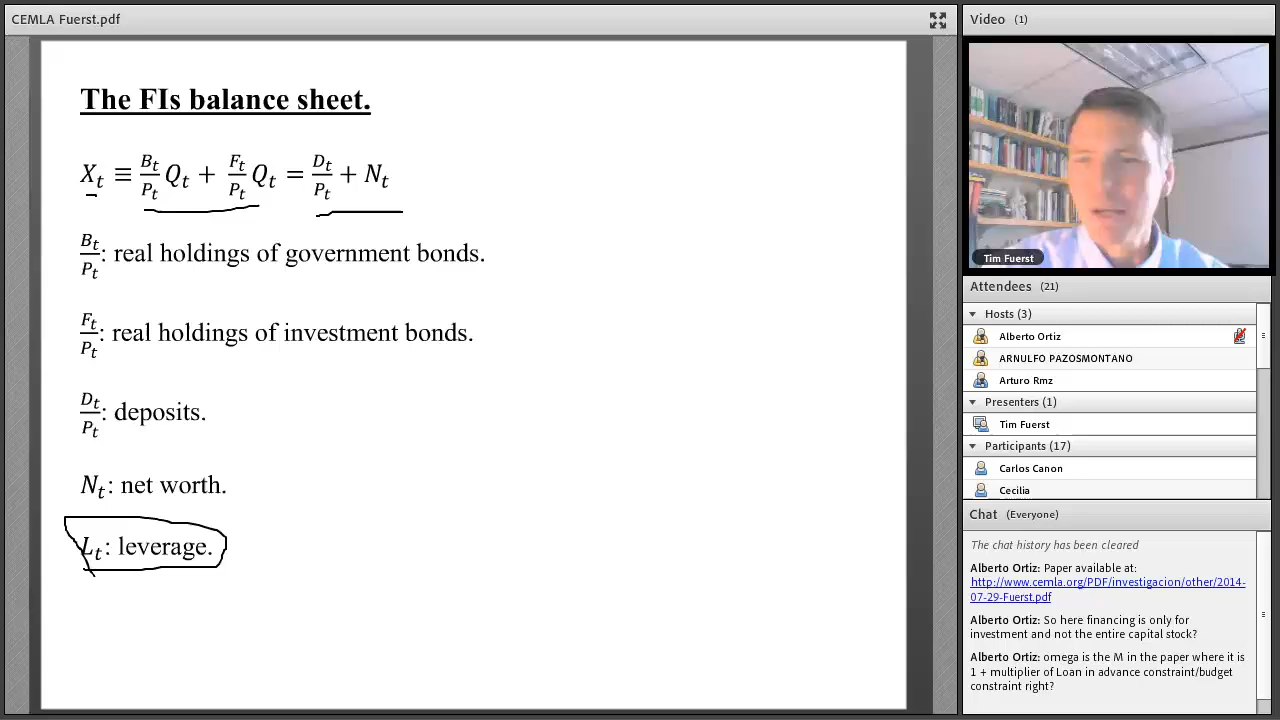 CEMLA Fuerst.pdf
The FIs balance sheet.
X_t ≡ B_t/P_t Q_t + F_t/P_t Q_t = D_t/P_t + N_t
B_t/P_t: real holdings of government bonds.
F_t/P_t: real holdings of investment bonds.
D_t/P_t: deposits.
N_t: net worth.
L_t: leverage.
Video (1)
Tim Fuerst
Attendees (21)
Hosts (3)
Alberto Ortiz
ARNULFO PAZOSMONTANO
Arturo Rmz
Presenters (1)
Tim Fuerst
Participants (17)
Carlos Canon
Cecilia
Chat (Everyone)
The chat history has been cleared
Alberto Ortiz: Paper available at:
http://www.cemla.org/PDF/investigacion/other/2014-
07-29-Fuerst.pdf
Alberto Ortiz: So here financing is only for
investment and not the entire capital stock?
Alberto Ortiz: omega is the M in the paper where it is
1 + multiplier of Loan in advance constraint/budget
constraint right?